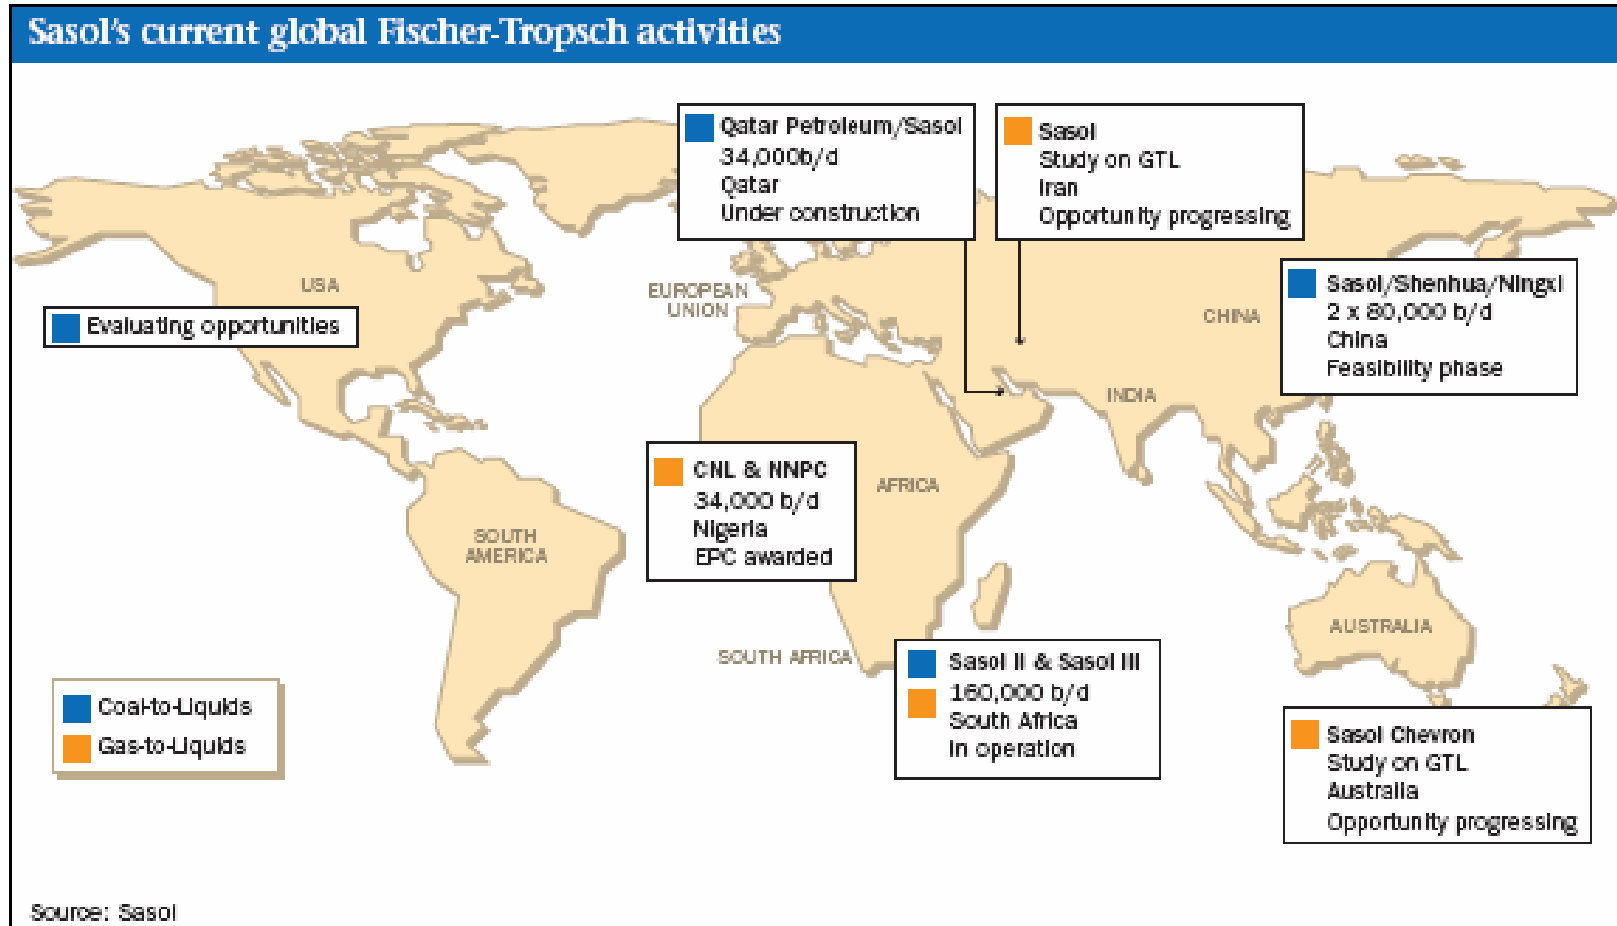 Sasol's current global Fischer-Tropsch activities
Qatar Petroleum/Sasol
34,000b/d
Qatar
Under construction
Sasol
Study on GTL
Iran
Opportunity progressing
USA
EUROPEAN
UNION
CHINA
Sasol/Shenhua/Ningxi
2 x 80,000 b/d
China
Feasibility phase
Evaluating opportunities
INDIA
CNL & NNPC
34,000 b/d
Nigeria
EPC awarded
AFRICA
SOUTH
AMERICA
AUSTRALIA
SOUTH AFRICA
Sasol II & Sasol III
160,000 b/d
South Africa
In operation
Coal-to-Liquids
Gas-to-Liquids
Sasol Chevron
Study on GTL
Australia
Opportunity progressing
Source: Sasol